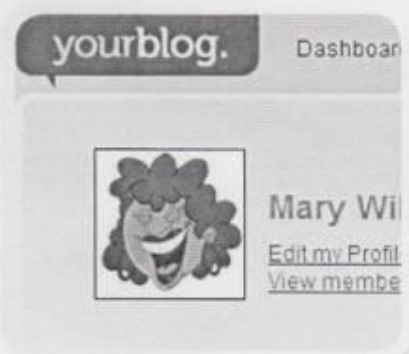 yourblog.
Dashboar
Mary Wi
Edit my Profil
View membe